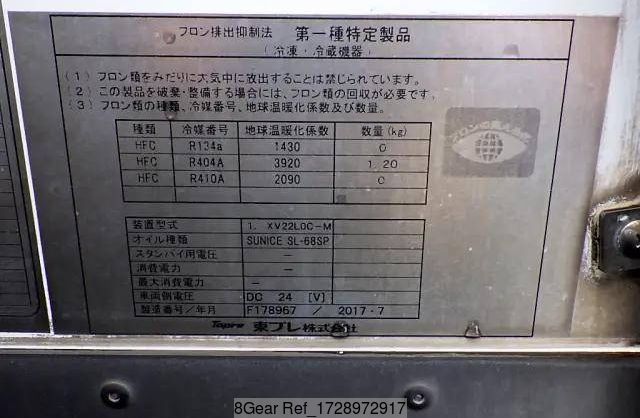 フロン排出抑制法 第一種特定製品
(冷凍・冷蔵機器)
(1) フロン類をみだりに大気中に放出することは禁じられています。
(2) この製品を破棄・整備する場合には、フロン類の回収が必要です。
(3) フロン類の種類、冷媒番号、地球温暖化係数及び数量。
種類 冷媒番号 地球温暖化係数 数量(kg)
HFC R134a 1430 0
HFC R404A 3920 1.20
HFC R410A 2090 0
装置型式 1. XV22LOC-M
オイル種類 SUNICE SL-68SP
スタンバイ用電圧 −
消費電力 −
最大消費電力 −
車両側電圧 DC 24 [V]
製造番号/年月 F178967 / 2017・7
Topre 東プレ株式会社
8Gear Ref_1728972917